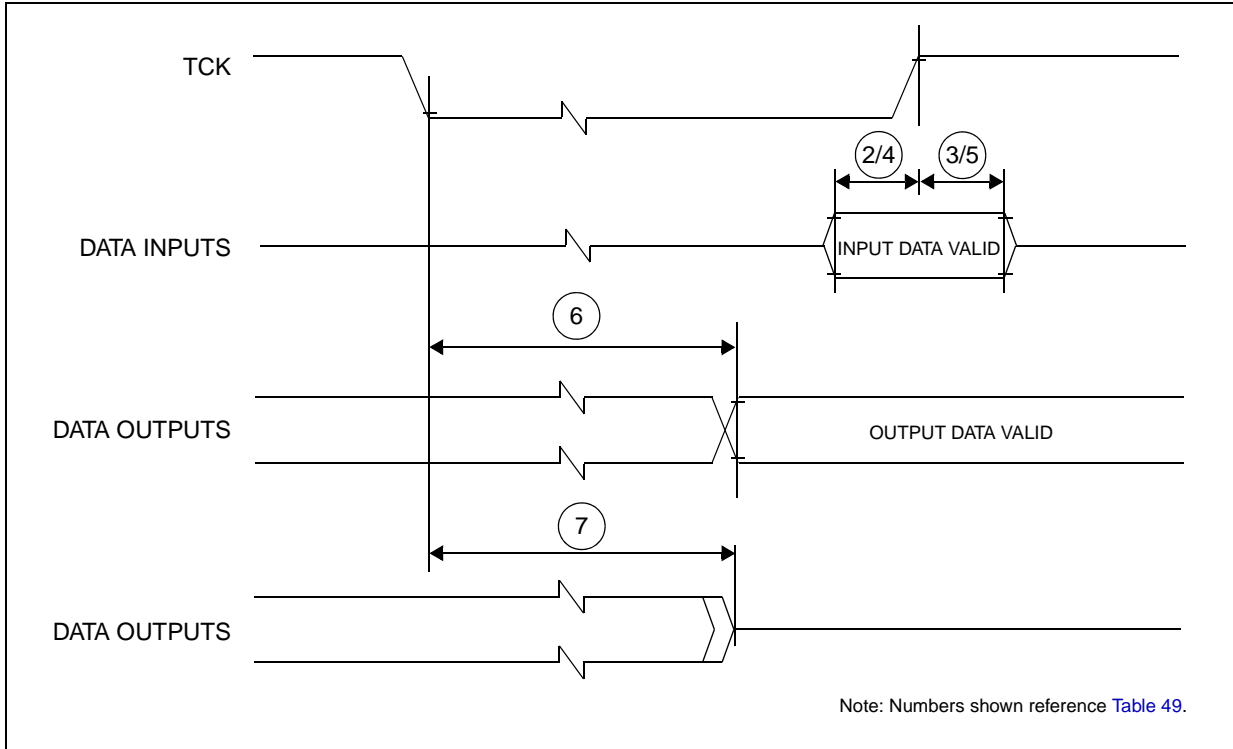 TCK
2/4
3/5
DATA INPUTS
INPUT DATA VALID
6
DATA OUTPUTS
OUTPUT DATA VALID
7
DATA OUTPUTS
Note: Numbers shown reference Table 49.